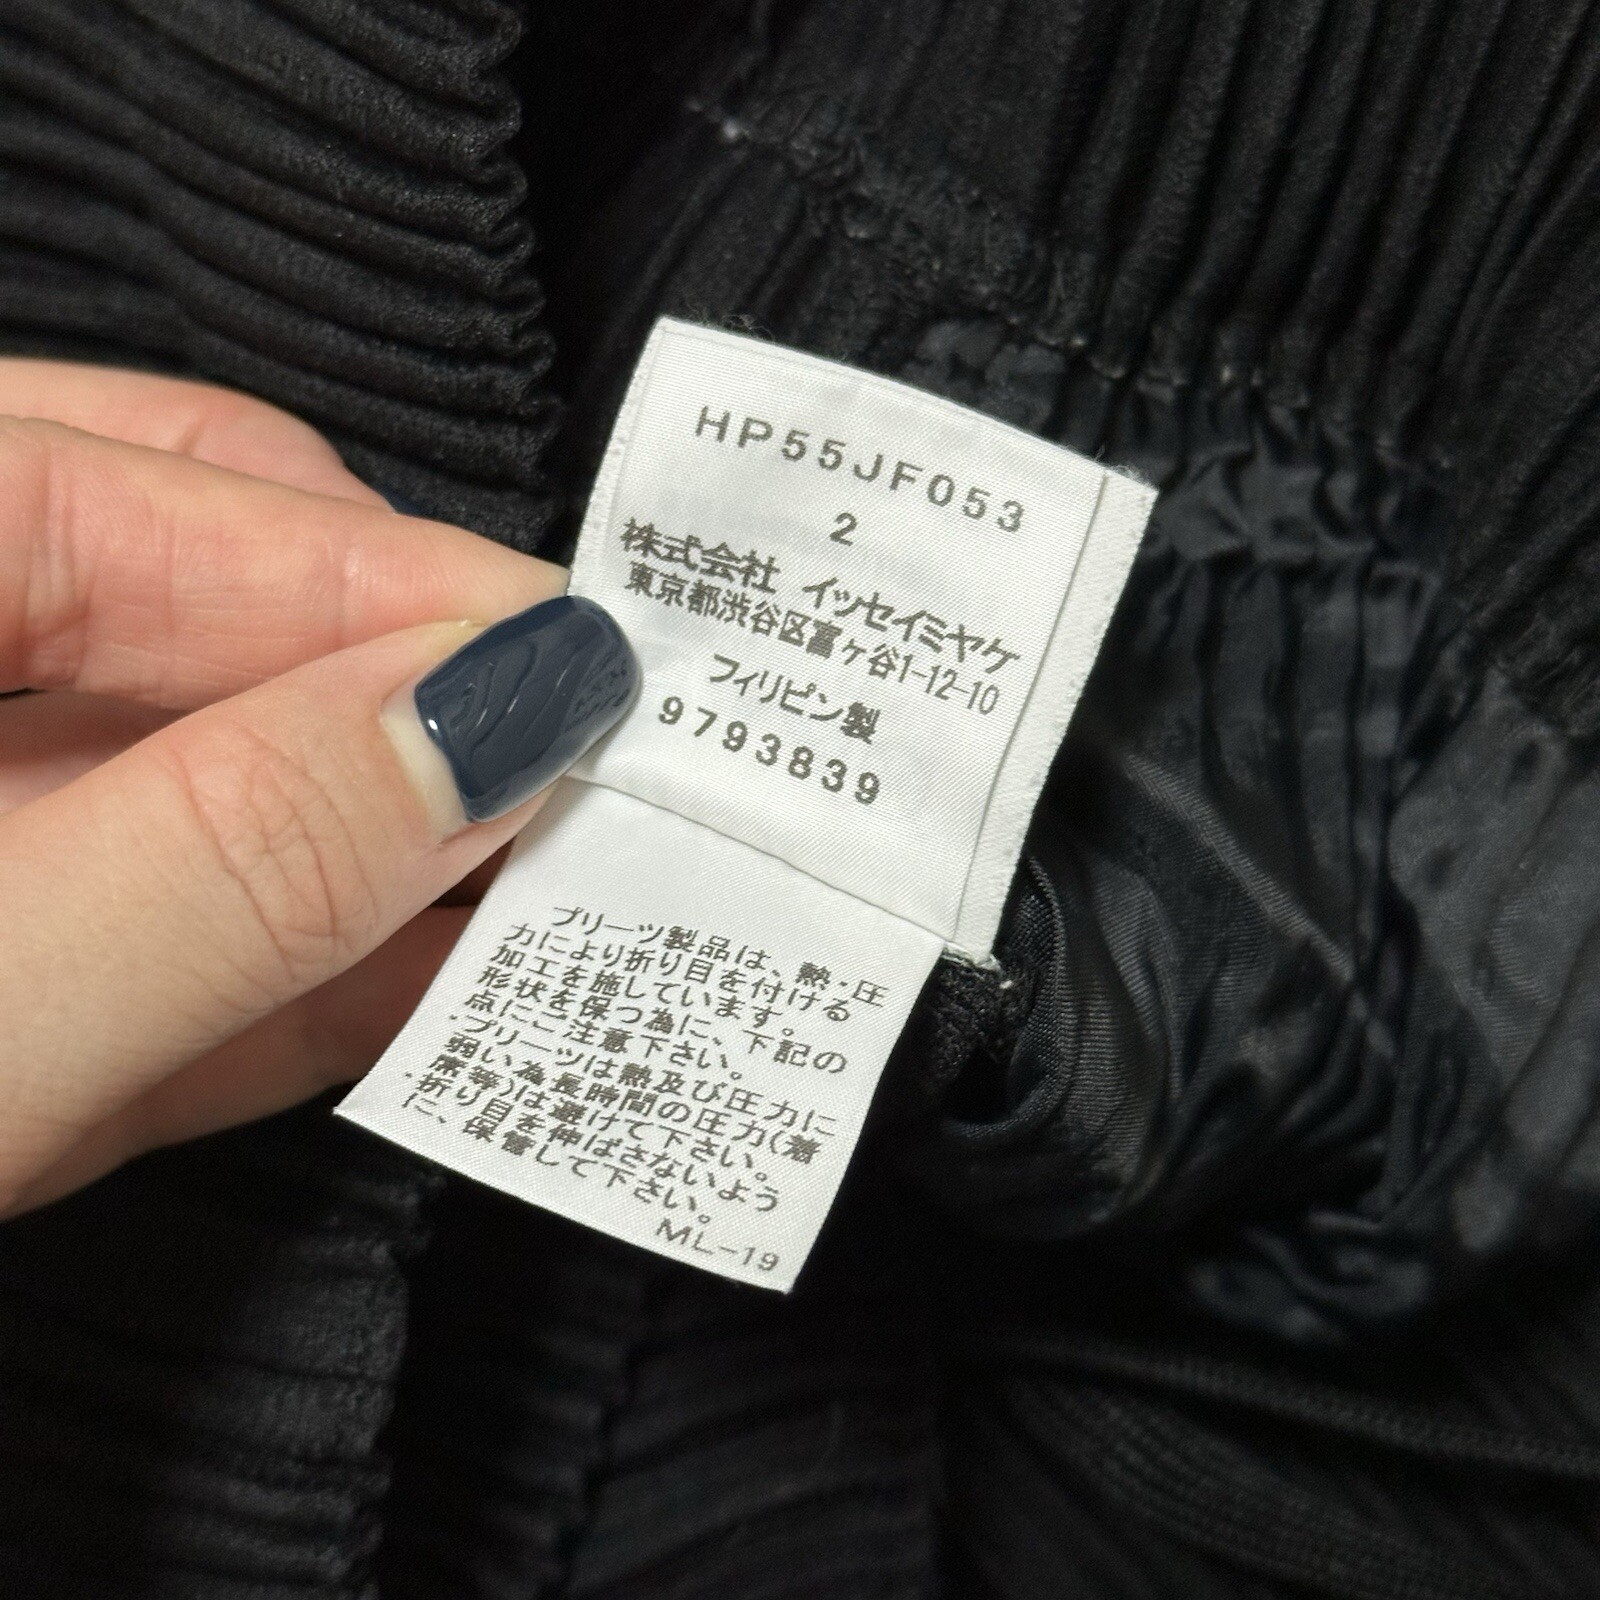 HP55JF053
2
株式会社 イッセイミヤケ
東京都渋谷区富ヶ谷1-12-10
フィリピン製
9793839
プリーツ製品は、熱・圧
力により折り目を付ける
加工を施しています。
形状を保つ為に、下記の
点にご注意下さい。
・プリーツは熱及び圧力に
弱い為長時間の圧力(着
席等)は避けて下さい。
・折り目を伸ばさないよう
に、保管して下さい。
ML-19